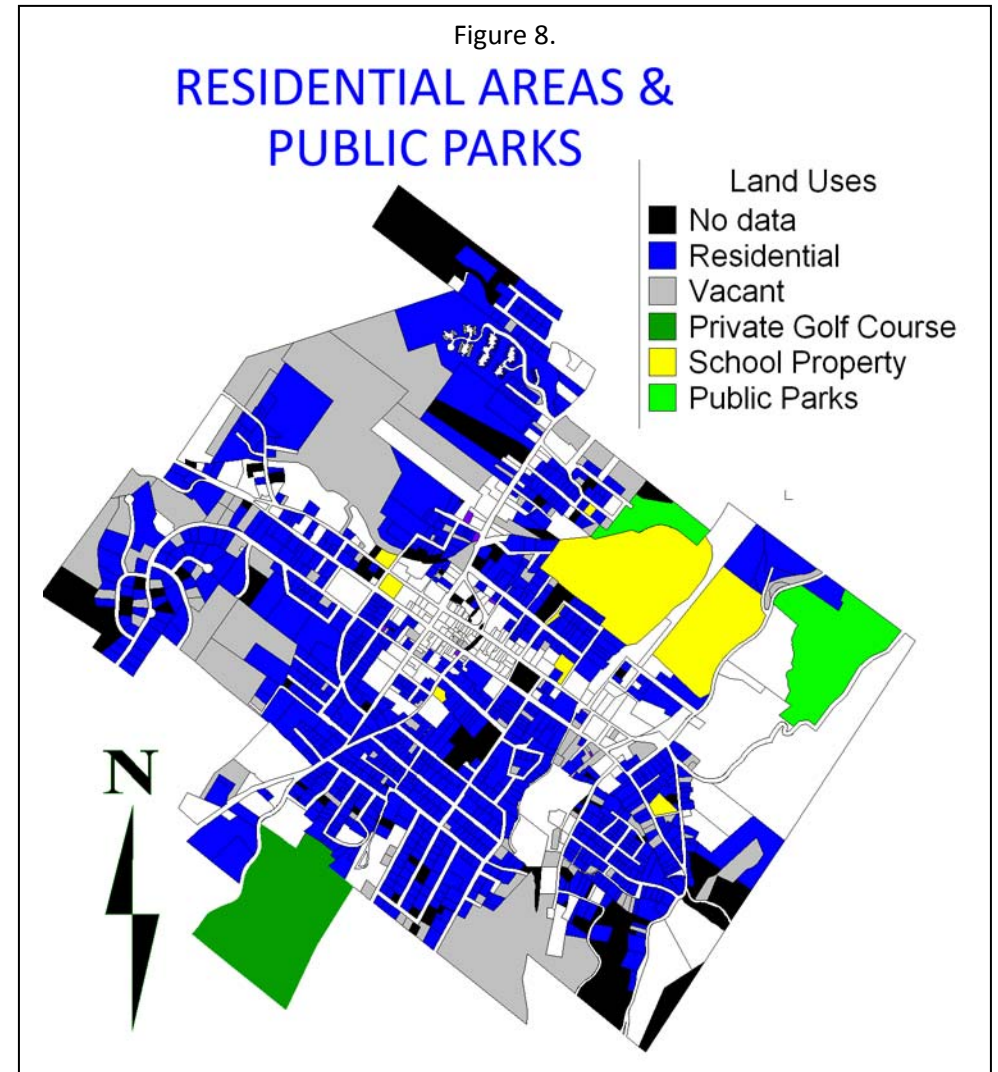 Figure 8.
RESIDENTIAL AREAS &
PUBLIC PARKS
Land Uses
No data
Residential
Vacant
Private Golf Course
School Property
Public Parks
N